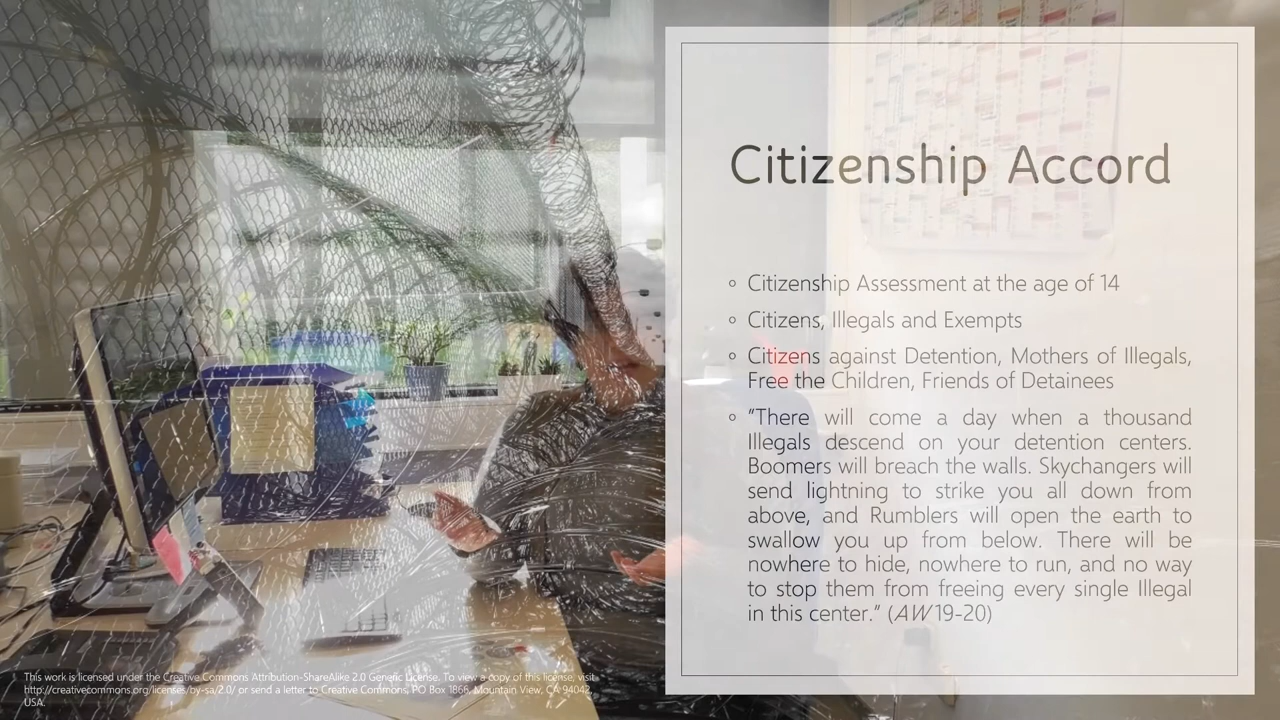 Citizenship Accord
◦ Citizenship Assessment at the age of 14
◦ Citizens, Illegals and Exempts
◦ Citizens against Detention, Mothers of Illegals,
Free the Children, Friends of Detainees
◦ "There will come a day when a thousand
Illegals descend on your detention centers.
Boomers will breach the walls. Skychangers will
send lightning to strike you all down from
above, and Rumblers will open the earth to
swallow you up from below. There will be
nowhere to hide, nowhere to run, and no way
to stop them from freeing every single Illegal
in this center." (AW 19-20)
This work is licensed under the Creative Commons Attribution-ShareAlike 2.0 Generic License. To view a copy of this license, visit
http://creativecommons.org/licenses/by-sa/2.0/ or send a letter to Creative Commons, PO Box 1866, Mountain View, CA 94042,
USA.